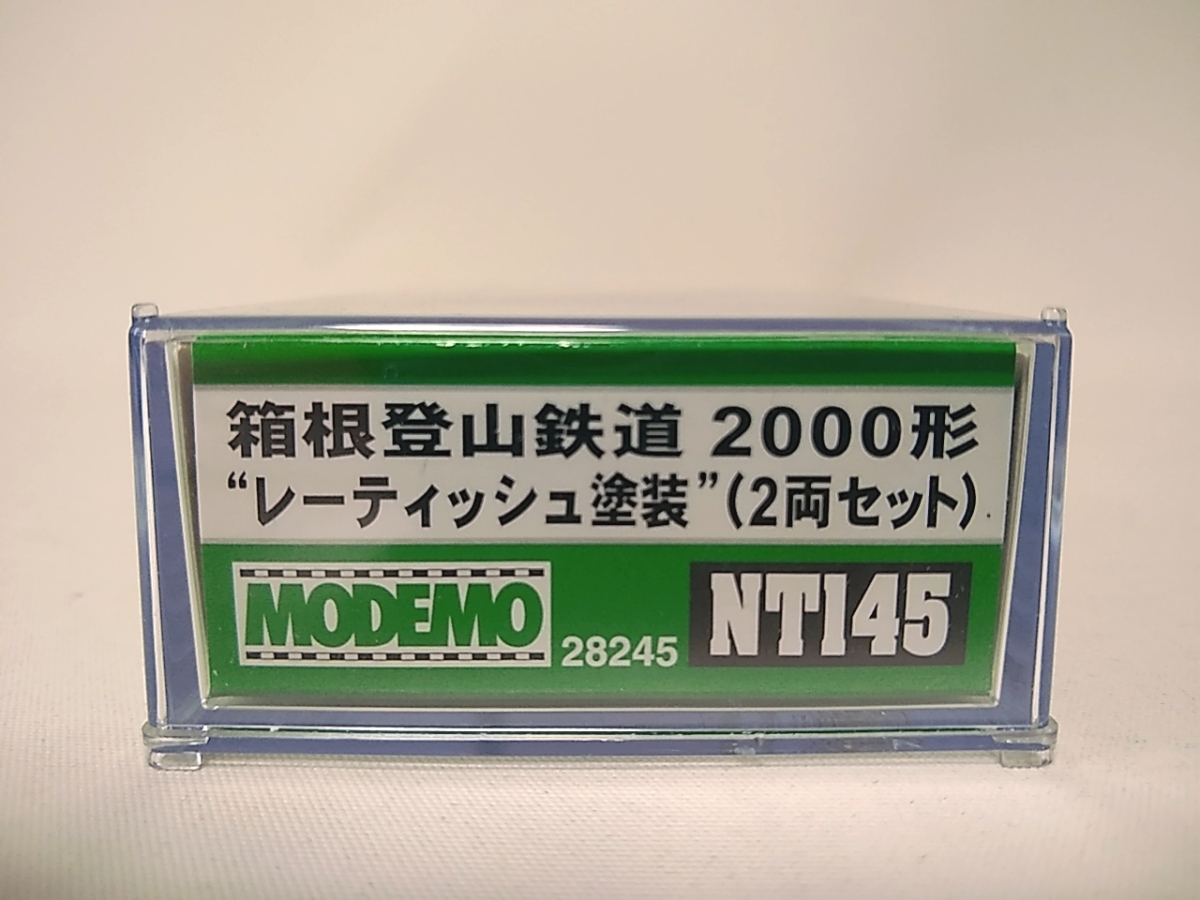 箱根登山鉄道 2000形
“レーティッシュ塗装”(2両セット)
MODEMO 28245 NT145